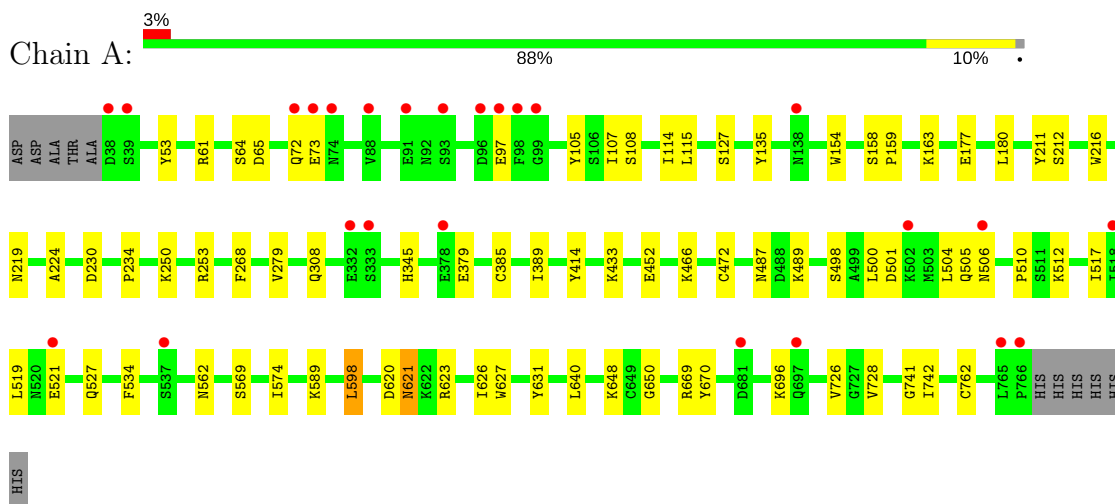 3%
Chain A:
88% 10% •
ASP ASP ALA THR ALA D38 S39 Y53 R61 S64 D65 Q72 E73 N74 V88 E91 N92 S93 D96 E97 F98 G99 Y105 S106 I107 S108 I114 L115 S127 Y135 N138 W154 S158 P159 K163 E177 L180 Y211 S212 W216
N219 A224 D230 P234 K250 R253 F268 V279 Q308 E332 S333 H345 E378 E379 C385 I389 Y414 K433 E452 K466 C472 N487 D488 K489 S498 A499 L500 D501 K502 M503 L504 Q505 N506 P510 S511 K512 I517 I518
L519 N520 E521 Q527 F534 S537 N562 S569 I574 K589 L598 D620 N621 K622 R623 I626 W627 Y631 L640 K648 C649 G650 R669 Y670 D681 K696 Q697 V726 G727 V728 G741 I742 C762 L765 P766 HIS HIS HIS HIS HIS
HIS